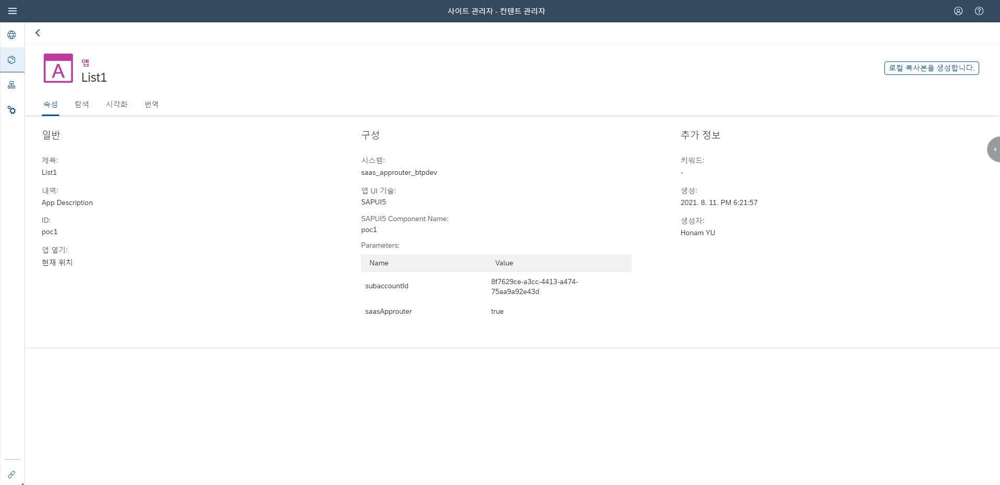 사이트 관리자 - 컨텐트 관리자
A
앱
List1
로컬 복사본을 생성합니다.
속성 탐색 시각화 번역
일반
제목:
List1
내역:
App Description
ID:
poc1
앱 열기:
현재 위치
구성
시스템:
saas_approuter_btpdev
앱 UI 기술:
SAPUI5
SAPUI5 Component Name:
poc1
Parameters:
Name Value
subaccountId 8f7629ce-a3cc-4413-a474-
75aa9a92e43d
saasApprouter true
추가 정보
키워드:
-
생성:
2021. 8. 11. PM 6:21:57
생성자:
Honam YU